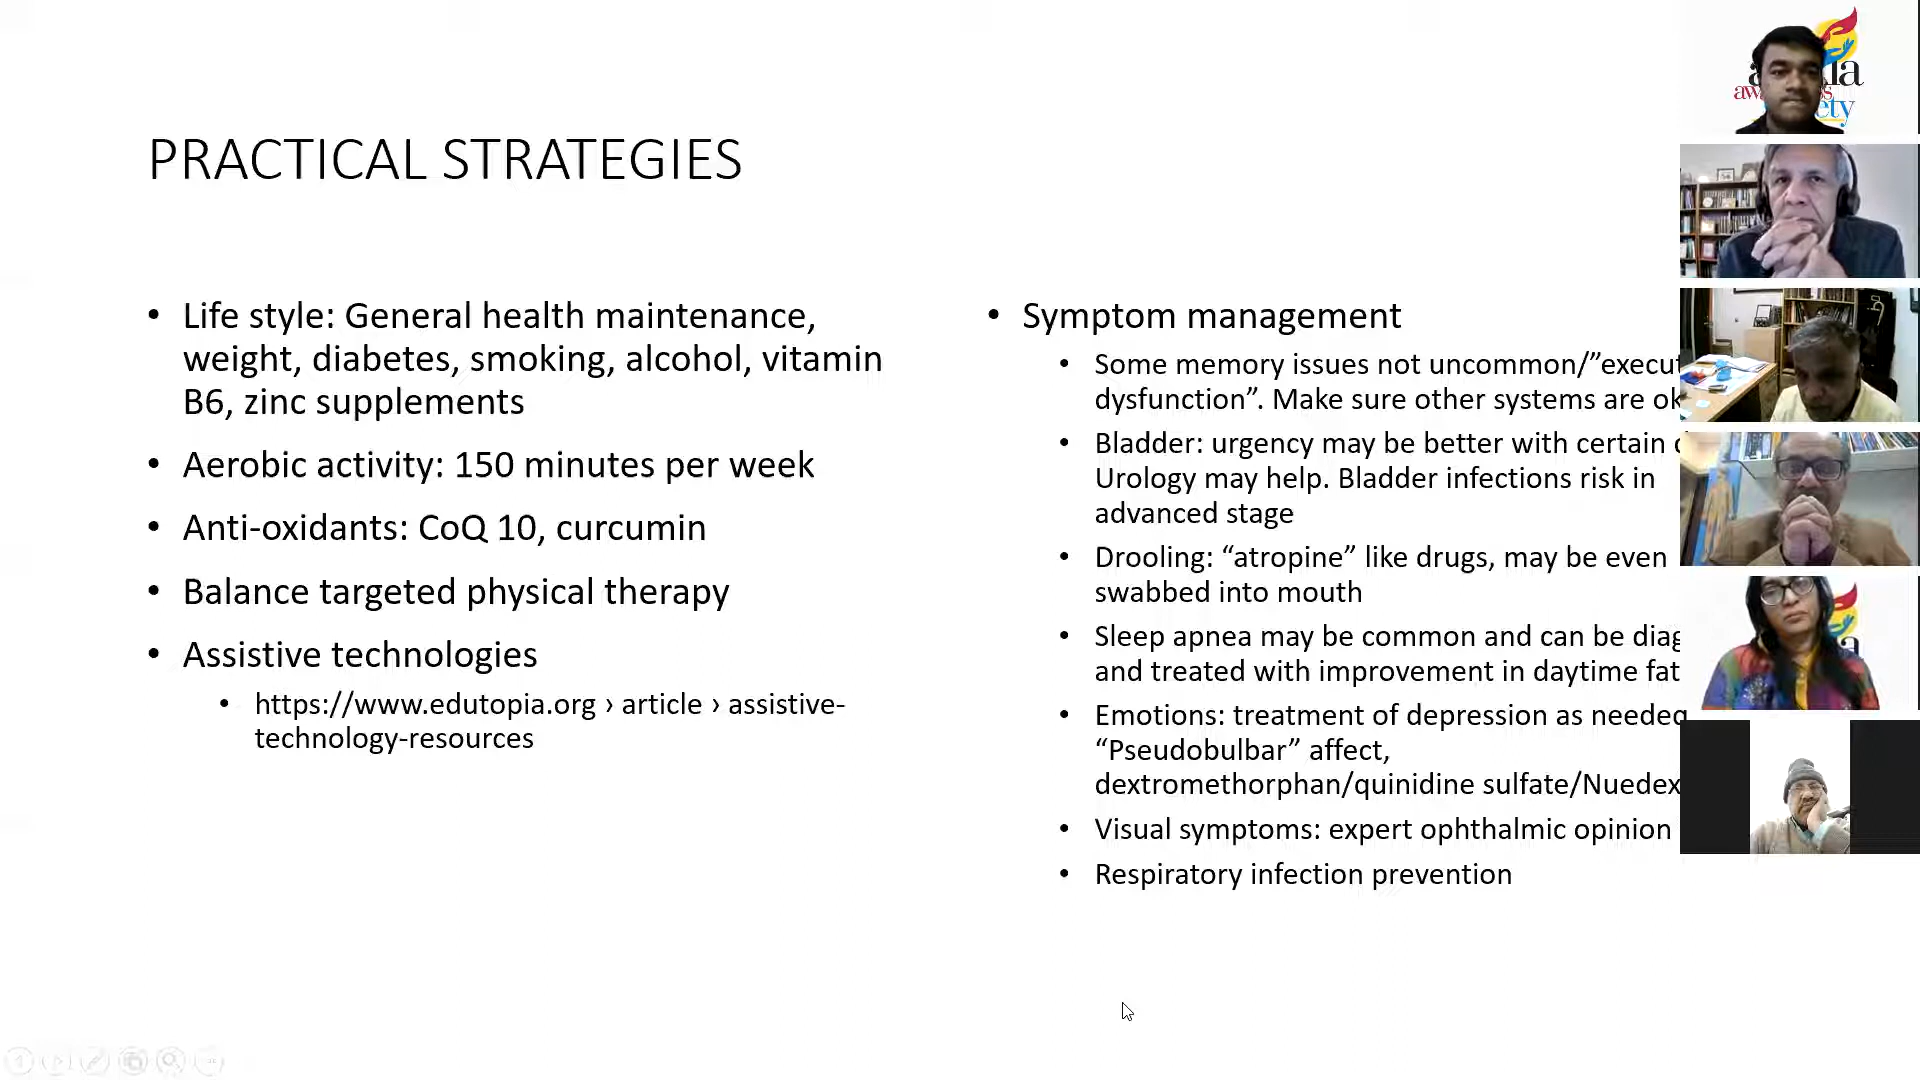 PRACTICAL STRATEGIES
• Life style: General health maintenance,
weight, diabetes, smoking, alcohol, vitamin
B6, zinc supplements
• Aerobic activity: 150 minutes per week
• Anti-oxidants: CoQ 10, curcumin
• Balance targeted physical therapy
• Assistive technologies
• https://www.edutopia.org › article › assistive-
technology-resources
• Symptom management
• Some memory issues not uncommon/”execut
dysfunction”. Make sure other systems are ok
• Bladder: urgency may be better with certain
Urology may help. Bladder infections risk in
advanced stage
• Drooling: “atropine” like drugs, may be even
swabbed into mouth
• Sleep apnea may be common and can be diag
and treated with improvement in daytime fat
• Emotions: treatment of depression as needed
“Pseudobulbar” affect,
dextromethorphan/quinidine sulfate/Nuedex
• Visual symptoms: expert ophthalmic opinion
• Respiratory infection prevention